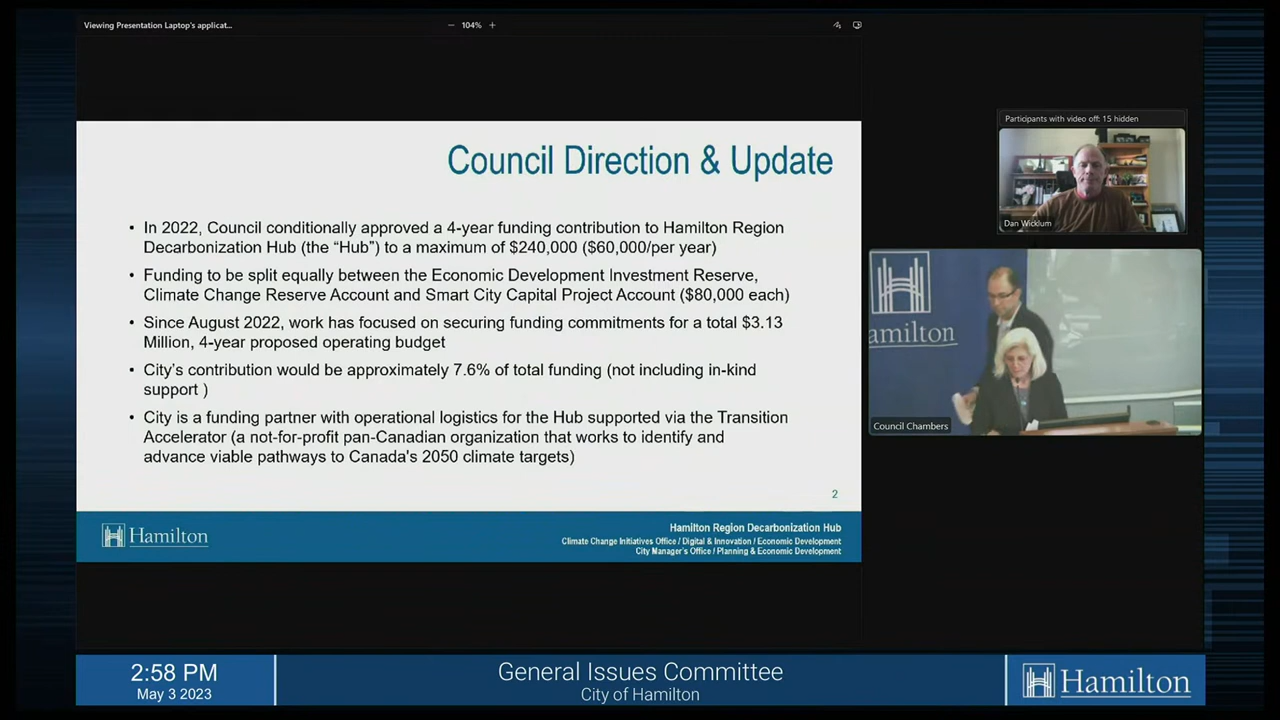 Viewing Presentation Laptop's applicat...
104%
Council Direction & Update
• In 2022, Council conditionally approved a 4-year funding contribution to Hamilton Region
Decarbonization Hub (the “Hub”) to a maximum of $240,000 ($60,000/per year)
• Funding to be split equally between the Economic Development Investment Reserve,
Climate Change Reserve Account and Smart City Capital Project Account ($80,000 each)
• Since August 2022, work has focused on securing funding commitments for a total $3.13
Million, 4-year proposed operating budget
• City’s contribution would be approximately 7.6% of total funding (not including in-kind
support )
• City is a funding partner with operational logistics for the Hub supported via the Transition
Accelerator (a not-for-profit pan-Canadian organization that works to identify and
advance viable pathways to Canada's 2050 climate targets)
2
Hamilton
Hamilton Region Decarbonization Hub
Climate Change Initiatives Office / Digital & Innovation / Economic Development
City Manager's Office / Planning & Economic Development
Participants with video off: 15 hidden
Dan Wicklum
amilton
Council Chambers
2:58 PM
May 3 2023
General Issues Committee
City of Hamilton
Hamilton